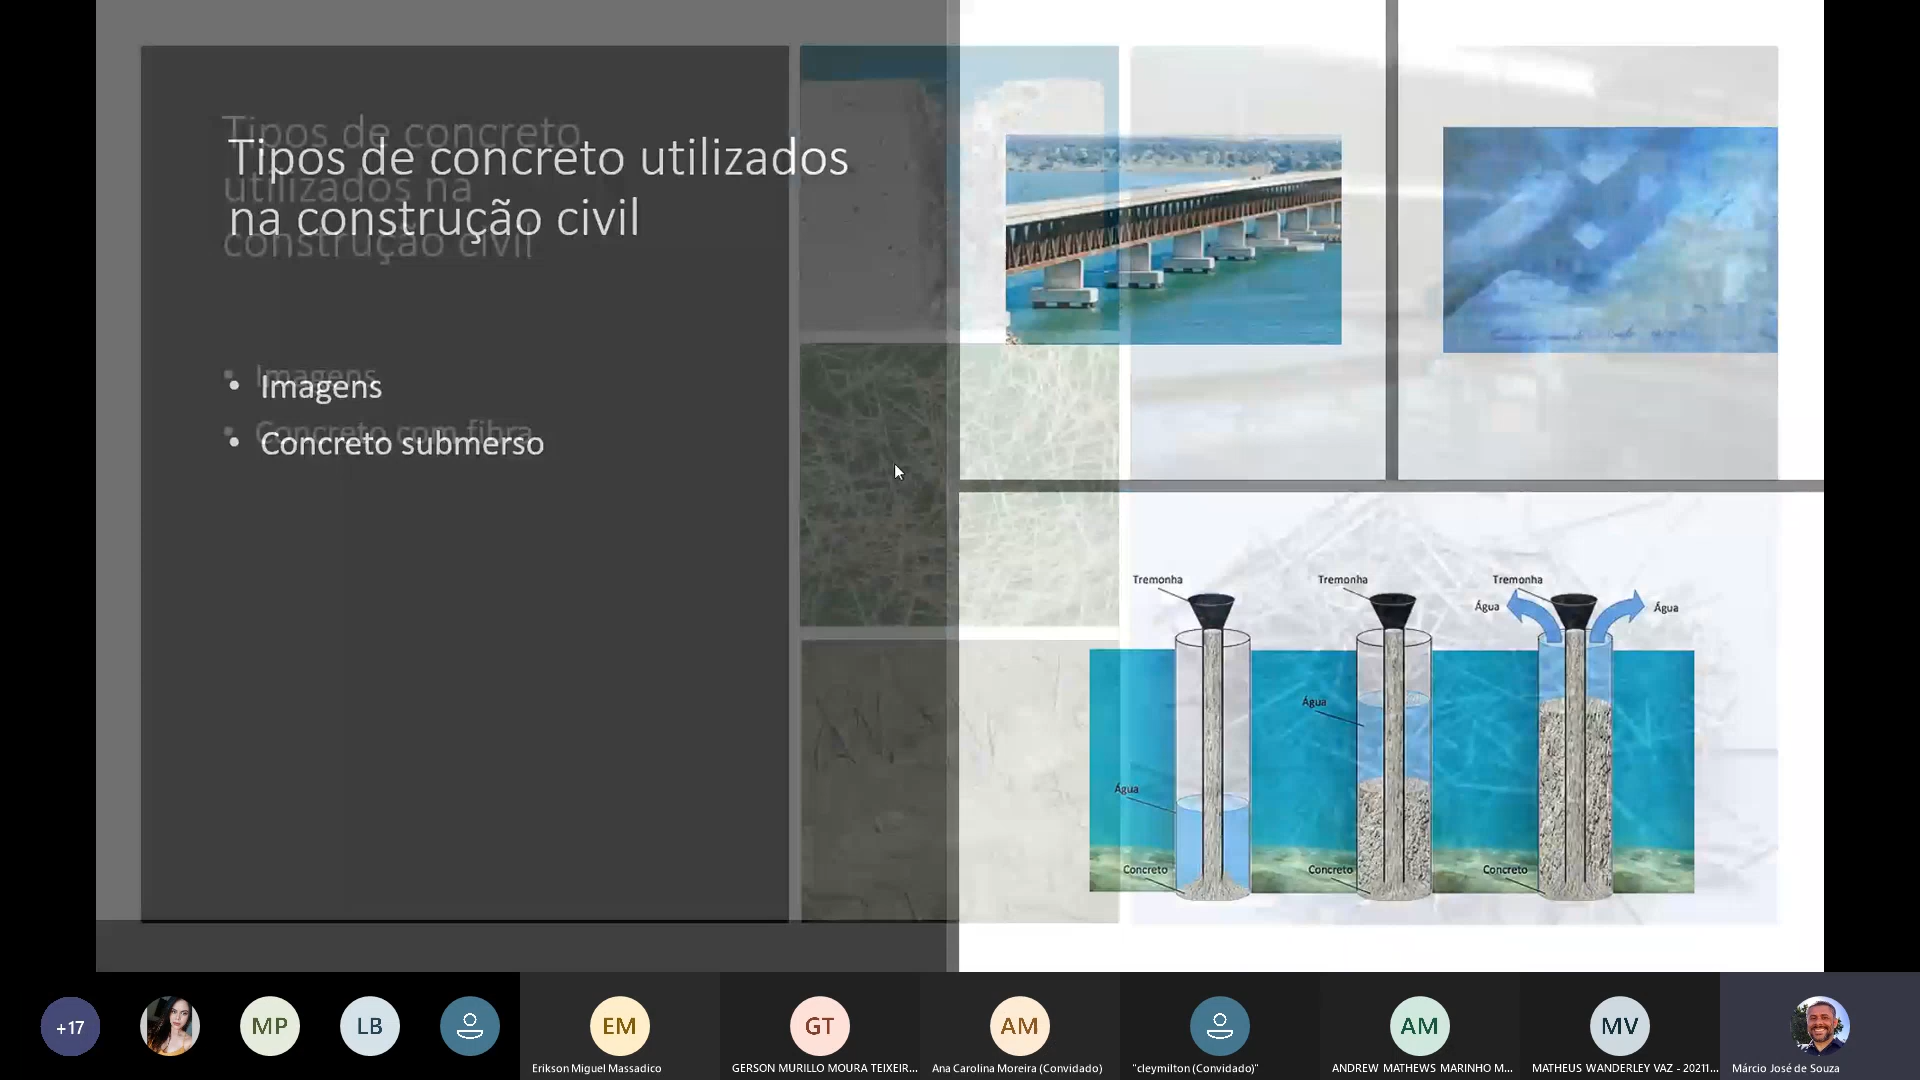 Tipos de concreto
utilizados na
construção civil
Tipos de concreto utilizados
na construção civil
Imagens
• Imagens
Concreto com fibra
• Concreto submerso
Tremonha
Tremonha
Tremonha
Água
Água
Água
Água
Concreto
Concreto
Concreto
+17
MP
LB
EM
GT
AM
AM
MV
Erikson Miguel Massadico
GERSON MURILLO MOURA TEIXEIR...
Ana Carolina Moreira (Convidado)
"cleymilton (Convidado)"
ANDREW MATHEWS MARINHO M...
MATHEUS WANDERLEY VAZ - 20211...
Márcio José de Souza